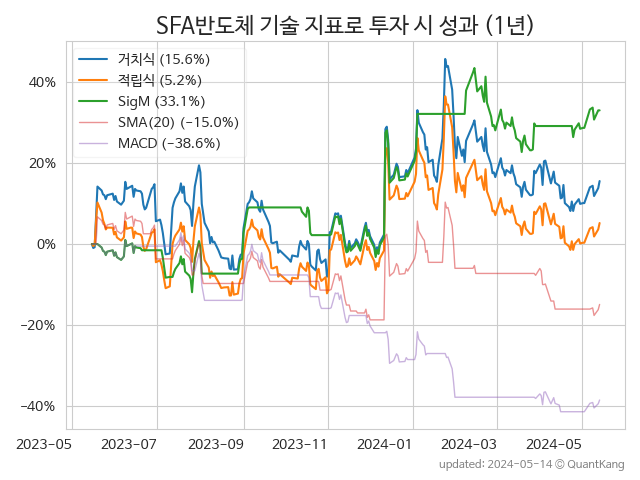 SFA반도체 기술 지표로 투자 시 성과 (1년)
거치식 (15.6%)
적립식 (5.2%)
SigM (33.1%)
SMA(20) (−15.0%)
MACD (−38.6%)
40%
20%
0%
−20%
−40%
2023-05 2023-07 2023-09 2023-11 2024-01 2024-03 2024-05
updated: 2024-05-14 © QuantKang